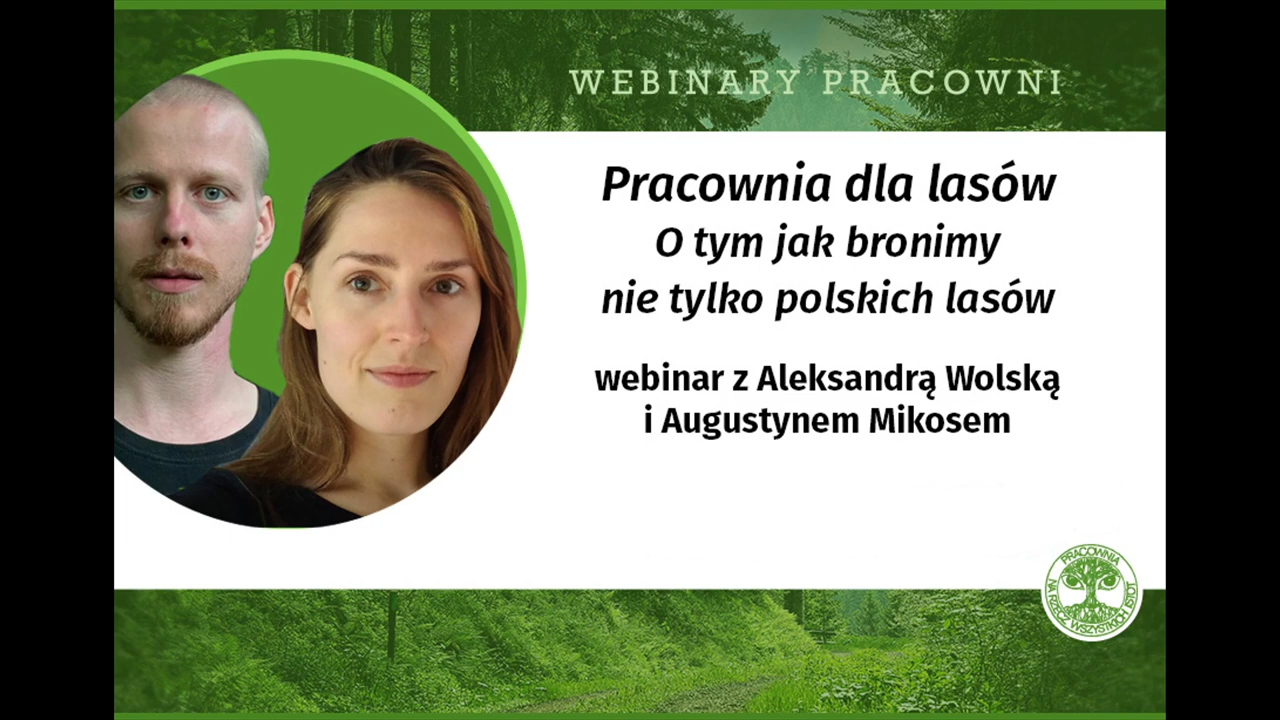 WEBINARY PRACOWNI
Pracownia dla lasów
O tym jak bronimy
nie tylko polskich lasów
webinar z Aleksandrą Wolską
i Augustynem Mikosem
PRACOWNIA
NA RZECZ WSZYSTKICH ISTOT